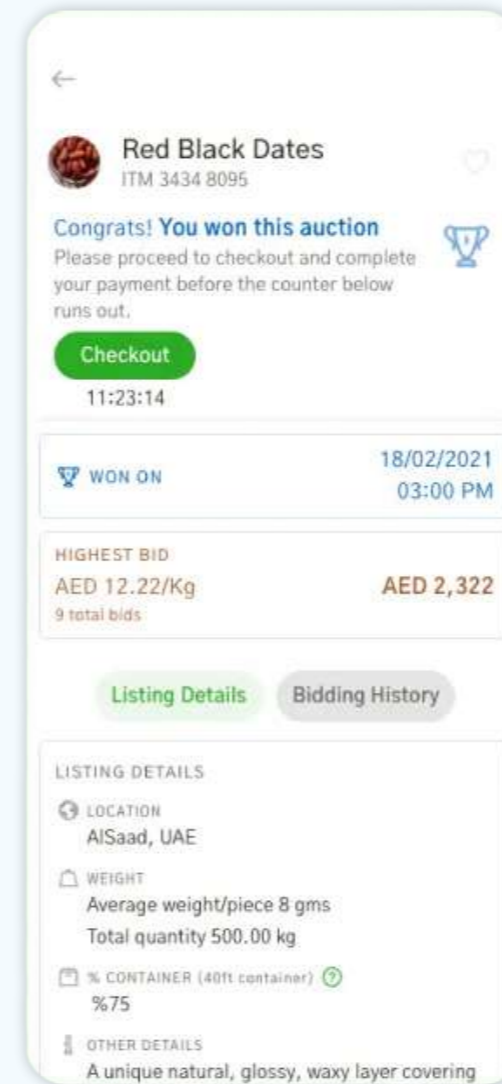 Red Black Dates
ITM 3434 8095
Congrats! You won this auction
Please proceed to checkout and complete
your payment before the counter below
runs out.
Checkout
11:23:14
WON ON
18/02/2021
03:00 PM
HIGHEST BID
AED 12.22/Kg
AED 2,322
9 total bids
Listing Details
Bidding History
LISTING DETAILS
LOCATION
AlSaad, UAE
WEIGHT
Average weight/piece 8 gms
Total quantity 500.00 kg
% CONTAINER (40ft container) ?
%75
OTHER DETAILS
A unique natural, glossy, waxy layer covering